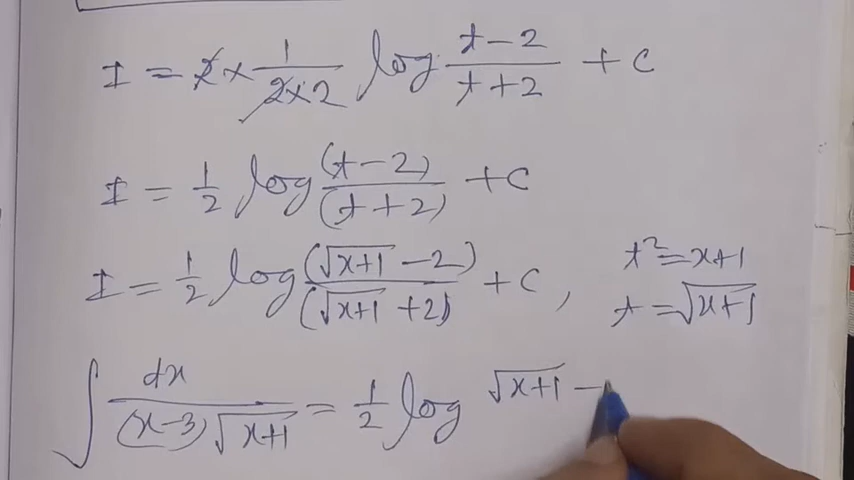 I = 2 × 1/(2×2) log (t-2)/(t+2) + C
I = 1/2 log (t-2)/(t+2) + C
I = 1/2 log (√(x+1) - 2)/(√(x+1) + 2) + C , t² = x+1
t = √(x+1)
∫ dx/((x-3)√(x+1)) = 1/2 log √(x+1) -